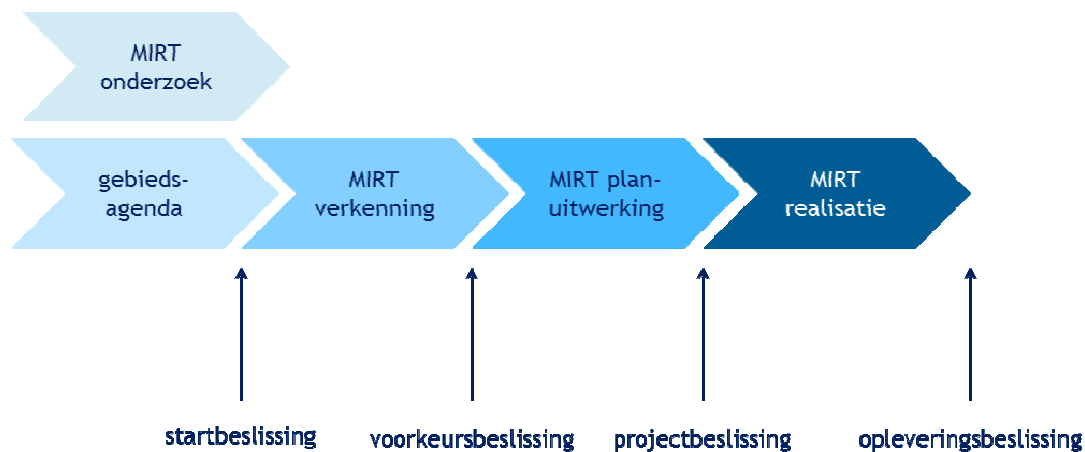 MIRT
onderzoek
gebieds-
agenda
MIRT
verkenning
MIRT plan-
uitwerking
MIRT
realisatie
startbeslissing
voorkeursbeslissing
projectbeslissing
opleveringsbeslissing